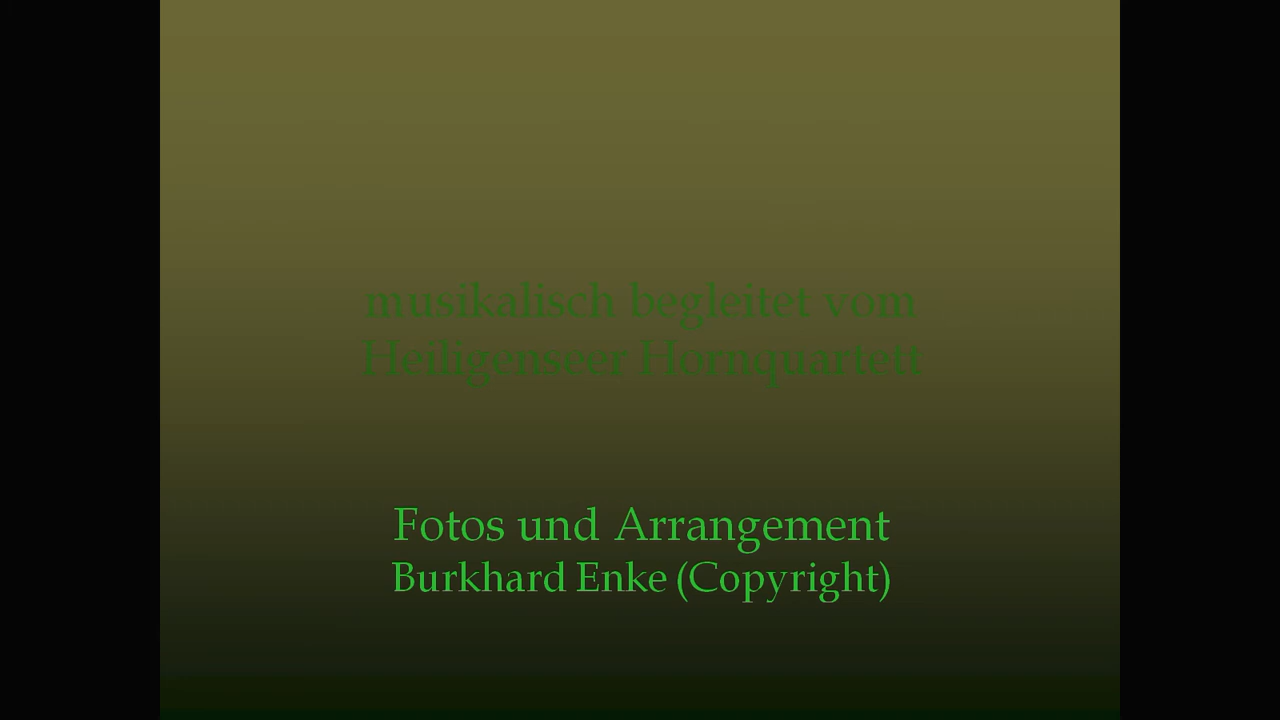 musikalisch begleitet vom
Heiligenseer Hornquartett
Fotos und Arrangement
Burkhard Enke (Copyright)